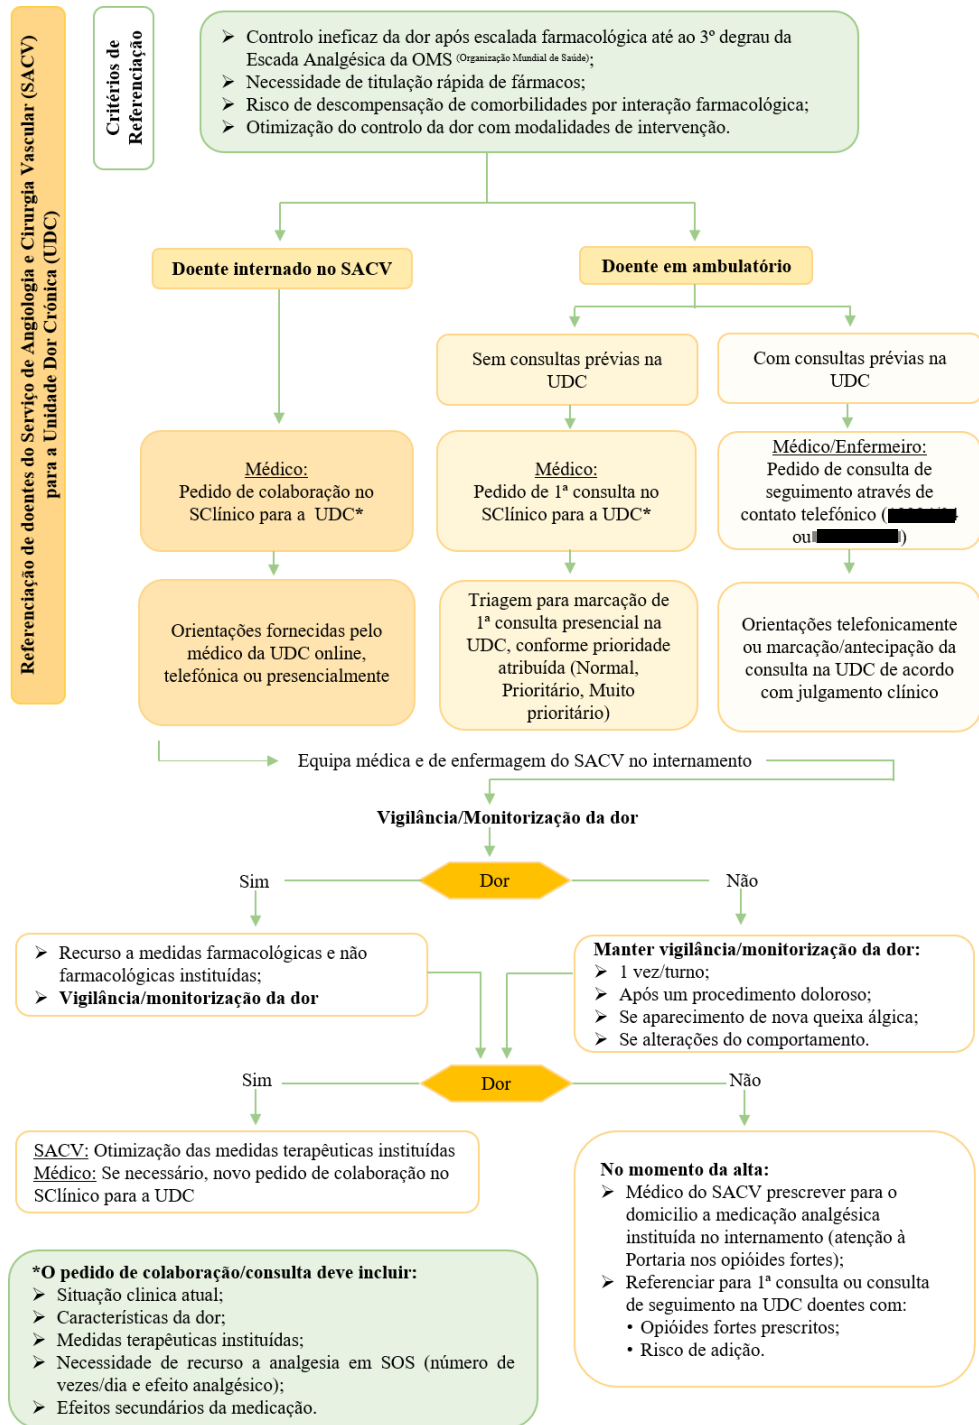 Referenciação de doentes do Serviço de Angiologia e Cirurgia Vascular (SACV)
para a Unidade Dor Crónica (UDC)
Critérios de
Referenciação
➤ Controlo ineficaz da dor após escalada farmacológica até ao 3º degrau da
Escada Analgésica da OMS (Organização Mundial de Saúde);
➤ Necessidade de titulação rápida de fármacos;
➤ Risco de descompensação de comorbilidades por interação farmacológica;
➤ Otimização do controlo da dor com modalidades de intervenção.
Doente internado no SACV
Doente em ambulatório
Sem consultas prévias na
UDC
Com consultas prévias na
UDC
Médico:
Pedido de colaboração no
SClínico para a UDC*
Médico:
Pedido de 1ª consulta no
SClínico para a UDC*
Médico/Enfermeiro:
Pedido de consulta de
seguimento através de
contato telefónico (
ou )
Orientações fornecidas pelo
médico da UDC online,
telefónica ou presencialmente
Triagem para marcação de
1ª consulta presencial na
UDC, conforme prioridade
atribuída (Normal,
Prioritário, Muito
prioritário)
Orientações telefonicamente
ou marcação/antecipação da
consulta na UDC de acordo
com julgamento clínico
Equipa médica e de enfermagem do SACV no internamento
Vigilância/Monitorização da dor
Dor
Sim
Não
➤ Recurso a medidas farmacológicas e não
farmacológicas instituídas;
➤ Vigilância/monitorização da dor
Manter vigilância/monitorização da dor:
➤ 1 vez/turno;
➤ Após um procedimento doloroso;
➤ Se aparecimento de nova queixa álgica;
➤ Se alterações do comportamento.
Dor
Sim
Não
SACV: Otimização das medidas terapêuticas instituídas
Médico: Se necessário, novo pedido de colaboração no
SClínico para a UDC
No momento da alta:
➤ Médico do SACV prescrever para o
domicilio a medicação analgésica
instituída no internamento (atenção à
Portaria nos opióides fortes);
➤ Referenciar para 1ª consulta ou consulta
de seguimento na UDC doentes com:
• Opióides fortes prescritos;
• Risco de adição.
*O pedido de colaboração/consulta deve incluir:
➤ Situação clinica atual;
➤ Características da dor;
➤ Medidas terapêuticas instituídas;
➤ Necessidade de recurso a analgesia em SOS (número de
vezes/dia e efeito analgésico);
➤ Efeitos secundários da medicação.